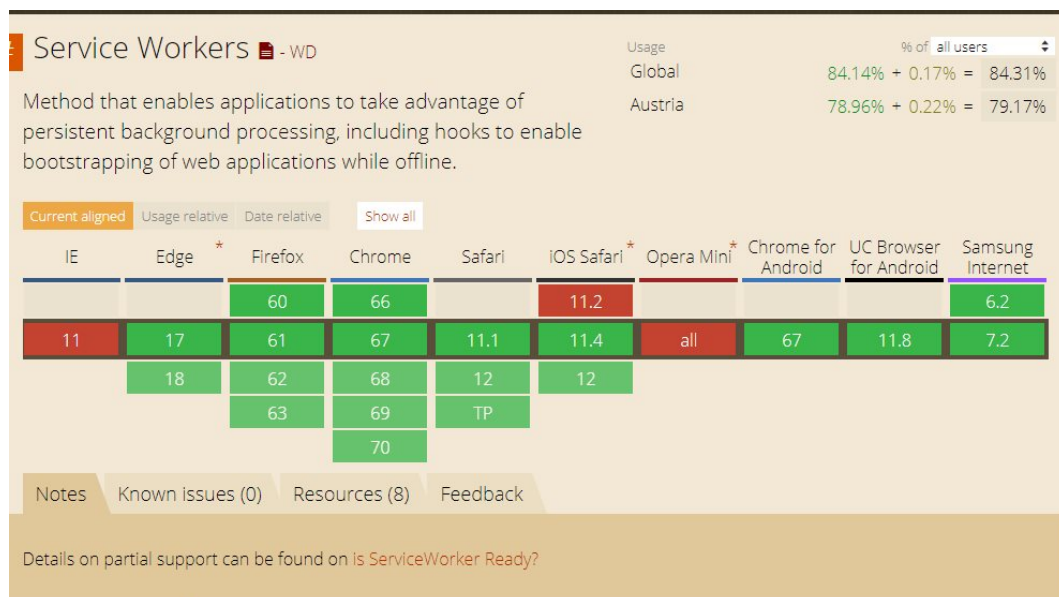 Service Workers - WD
Usage % of all users
Global 84.14% + 0.17% = 84.31%
Austria 78.96% + 0.22% = 79.17%
Method that enables applications to take advantage of
persistent background processing, including hooks to enable
bootstrapping of web applications while offline.
Current aligned Usage relative Date relative Show all
IE Edge * Firefox Chrome Safari iOS Safari * Opera Mini * Chrome for Android UC Browser for Android Samsung Internet
60 66 11.2 6.2
11 17 61 67 11.1 11.4 all 67 11.8 7.2
18 62 68 12 12
63 69 TP
70
Notes Known issues (0) Resources (8) Feedback
Details on partial support can be found on is ServiceWorker Ready?